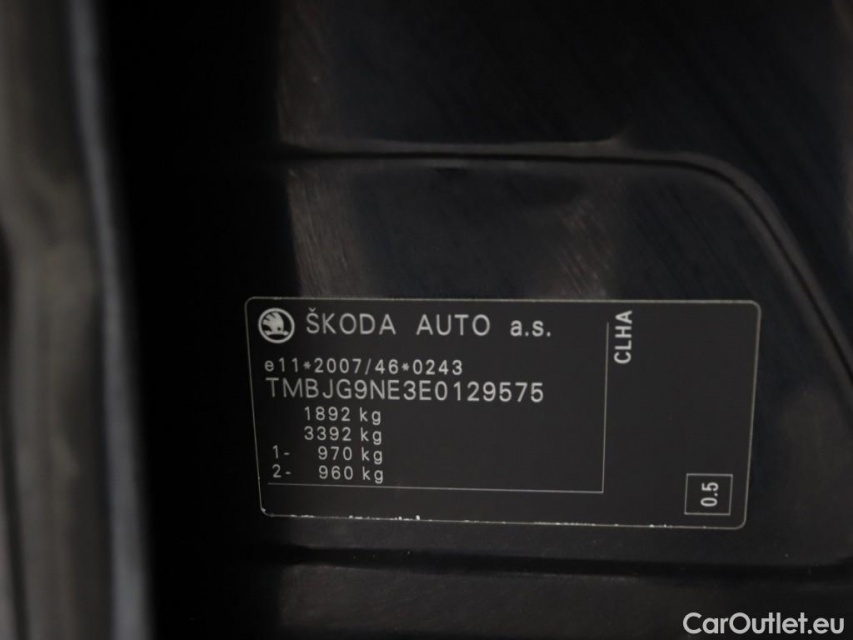 ŠKODA AUTO a.s.
CLHA
e11*2007/46*0243
TMBJG9NE3E0129575
1892 kg
3392 kg
1- 970 kg
2- 960 kg
0.5
CarOutlet.eu